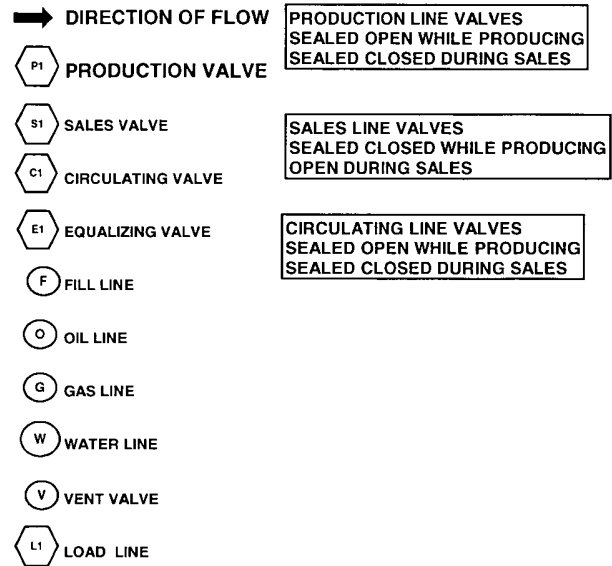 DIRECTION OF FLOW
PRODUCTION LINE VALVES
SEALED OPEN WHILE PRODUCING
SEALED CLOSED DURING SALES
P1 PRODUCTION VALVE
S1 SALES VALVE
SALES LINE VALVES
SEALED CLOSED WHILE PRODUCING
OPEN DURING SALES
C1 CIRCULATING VALVE
E1 EQUALIZING VALVE
CIRCULATING LINE VALVES
SEALED OPEN WHILE PRODUCING
SEALED CLOSED DURING SALES
F FILL LINE
O OIL LINE
G GAS LINE
W WATER LINE
V VENT VALVE
L1 LOAD LINE